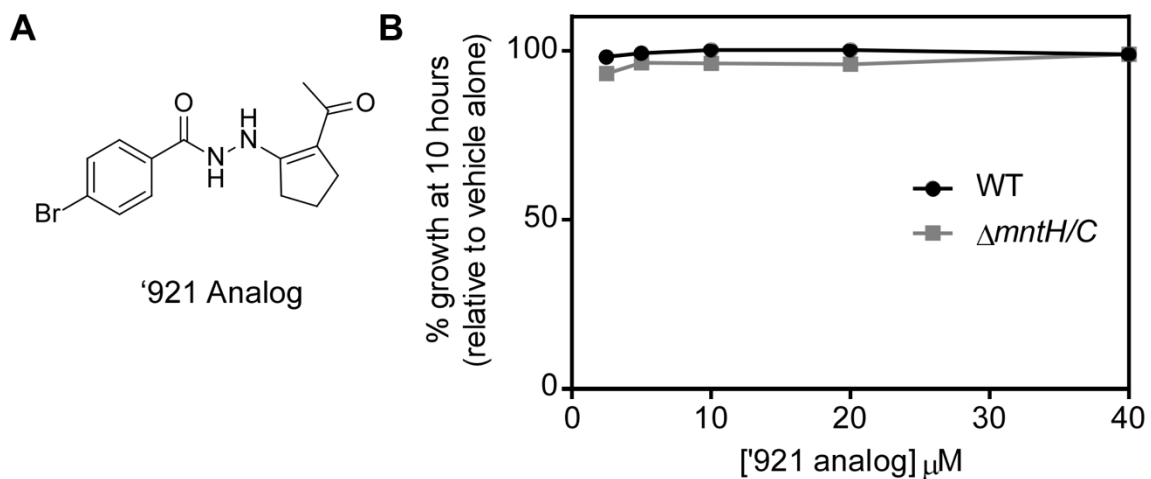 A
O
H
N
N
H
O
Br
‘921 Analog
B
% growth at 10 hours
(relative to vehicle alone)
100
50
0
WT
ΔmntH/C
0 10 20 30 40
['921 analog] μM